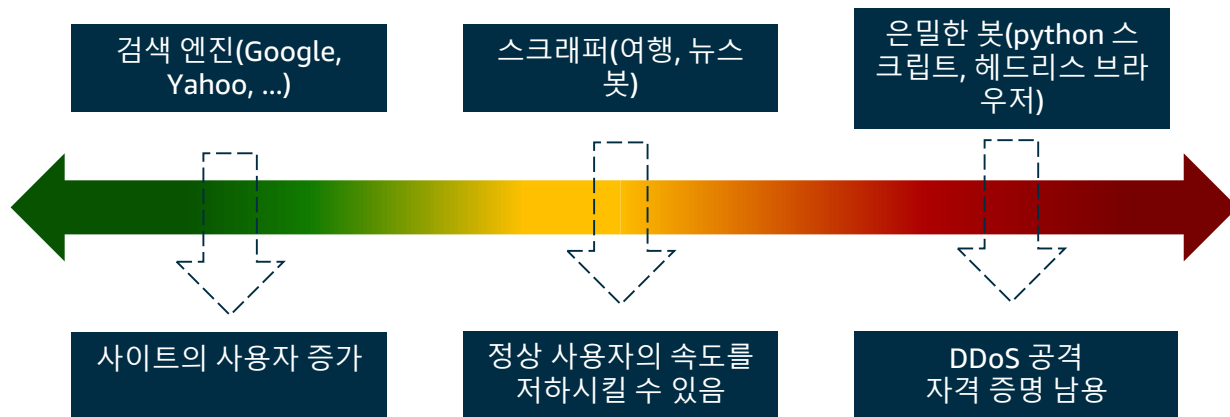 검색 엔진(Google,
Yahoo, ...)
스크래퍼(여행, 뉴스
봇)
은밀한 봇(python 스
크립트, 헤드리스 브라
우저)
사이트의 사용자 증가
정상 사용자의 속도를
저하시킬 수 있음
DDoS 공격
자격 증명 남용